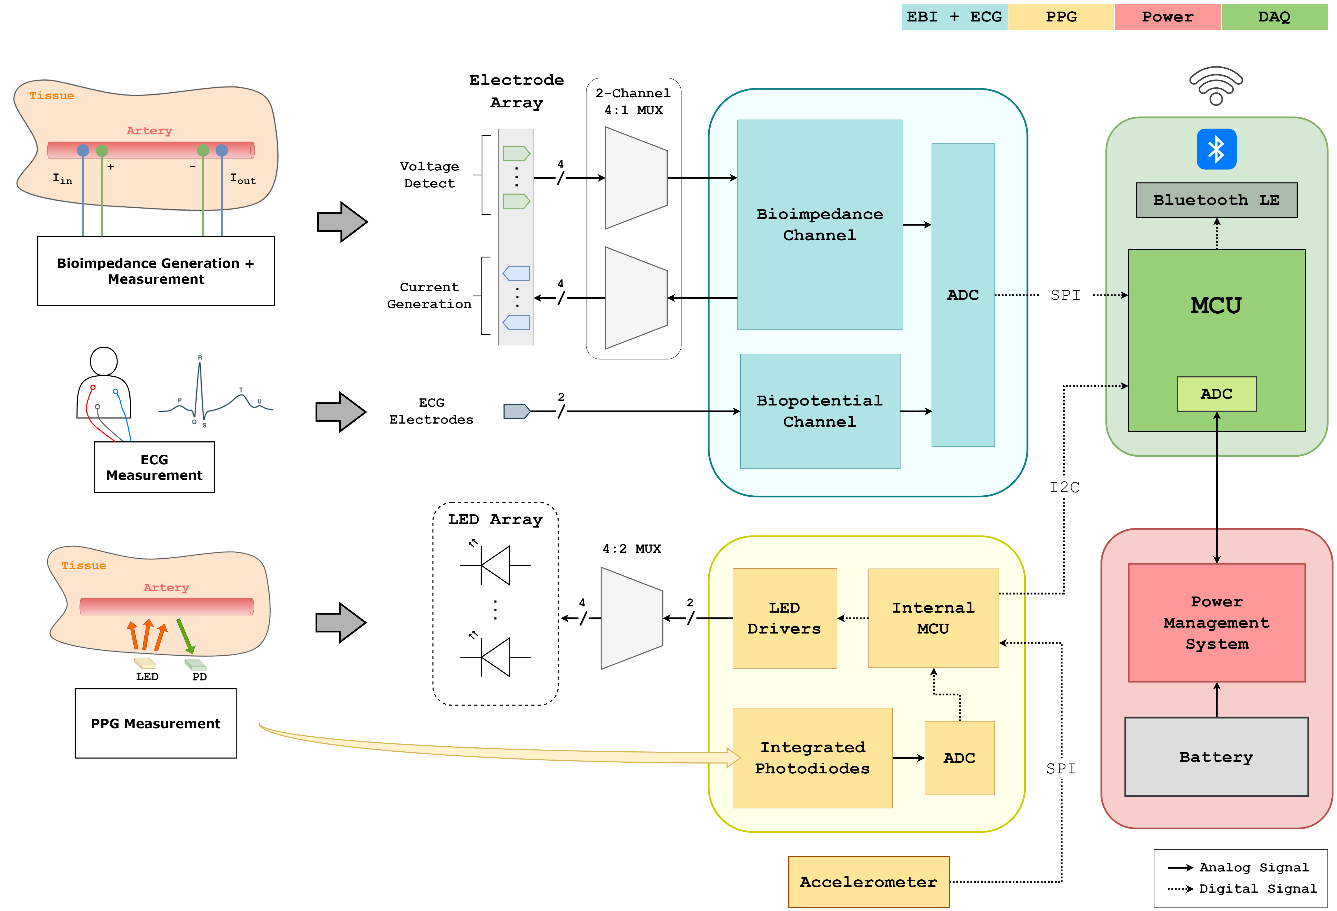 EBI + ECG
PPG
Power
DAQ
Tissue
Artery
I_in
+
-
I_out
Bioimpedance Generation +
Measurement
Electrode
Array
2-Channel
4:1 MUX
Voltage
Detect
4
Current
Generation
4
Bioimpedance
Channel
ADC
SPI
Bluetooth LE
MCU
ADC
P
R
Q
S
T
U
ECG
Measurement
ECG
Electrodes
2
Biopotential
Channel
I2C
Tissue
Artery
LED
PD
PPG Measurement
LED Array
4:2 MUX
4
2
LED
Drivers
Internal
MCU
Integrated
Photodiodes
ADC
SPI
Accelerometer
Power
Management
System
Battery
Analog Signal
Digital Signal